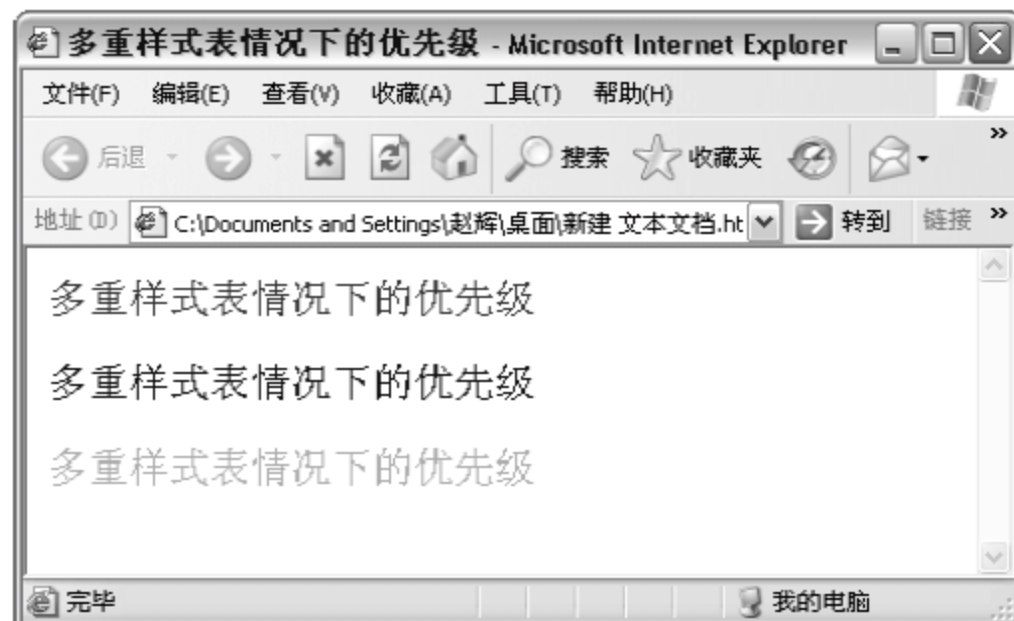 多重样式表情况下的优先级 - Microsoft Internet Explorer
文件(F) 编辑(E) 查看(V) 收藏(A) 工具(T) 帮助(H)
后退 搜索 收藏夹 »
地址(D) C:\Documents and Settings\赵辉\桌面\新建 文本文档.ht 转到 链接 »
多重样式表情况下的优先级
多重样式表情况下的优先级
多重样式表情况下的优先级
完毕 我的电脑